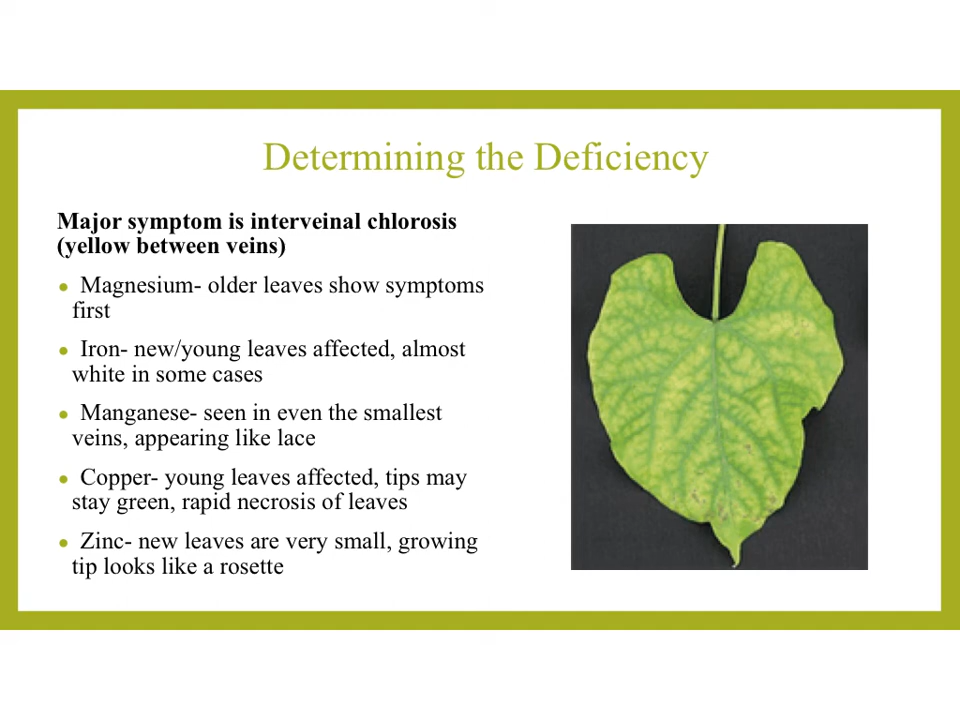 Determining the Deficiency
Major symptom is interveinal chlorosis
(yellow between veins)
• Magnesium- older leaves show symptoms
first
• Iron- new/young leaves affected, almost
white in some cases
• Manganese- seen in even the smallest
veins, appearing like lace
• Copper- young leaves affected, tips may
stay green, rapid necrosis of leaves
• Zinc- new leaves are very small, growing
tip looks like a rosette